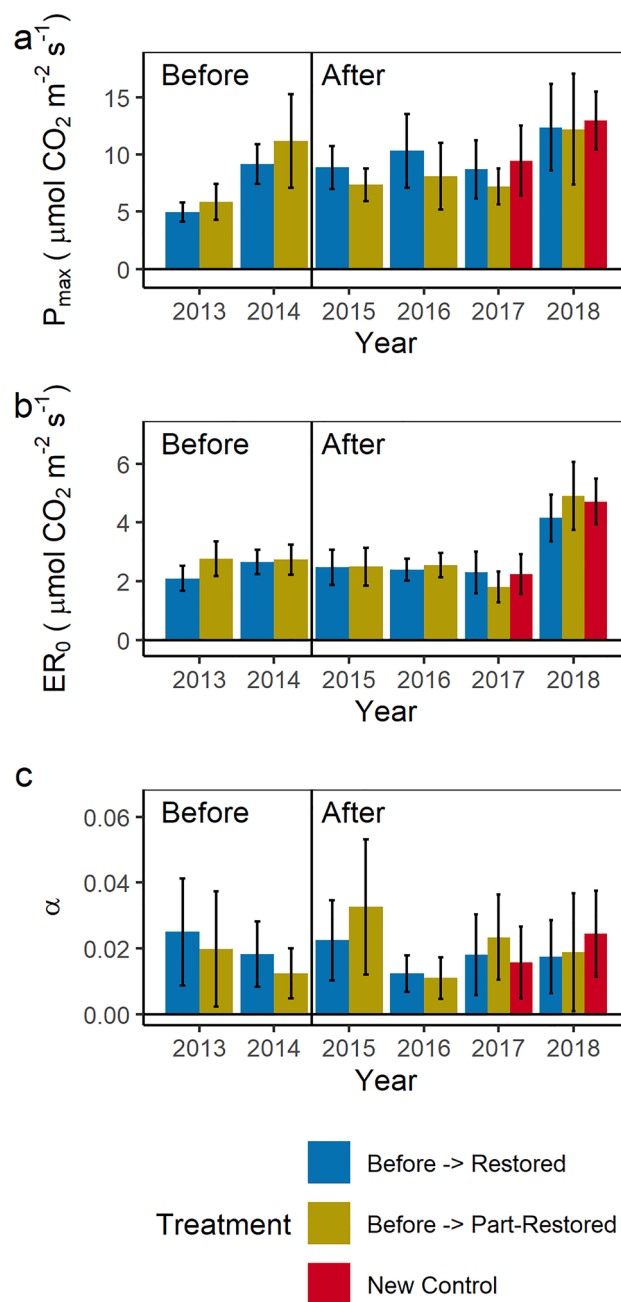 a
P_max ( µmol CO₂ m⁻² s⁻¹)
Before
After
15
10
5
0
2013 2014 2015 2016 2017 2018
Year
b
ER₀ ( µmol CO₂ m⁻² s⁻¹)
Before
After
6
4
2
0
2013 2014 2015 2016 2017 2018
Year
c
α
Before
After
0.06
0.04
0.02
0.00
2013 2014 2015 2016 2017 2018
Year
Treatment
Before -> Restored
Before -> Part-Restored
New Control